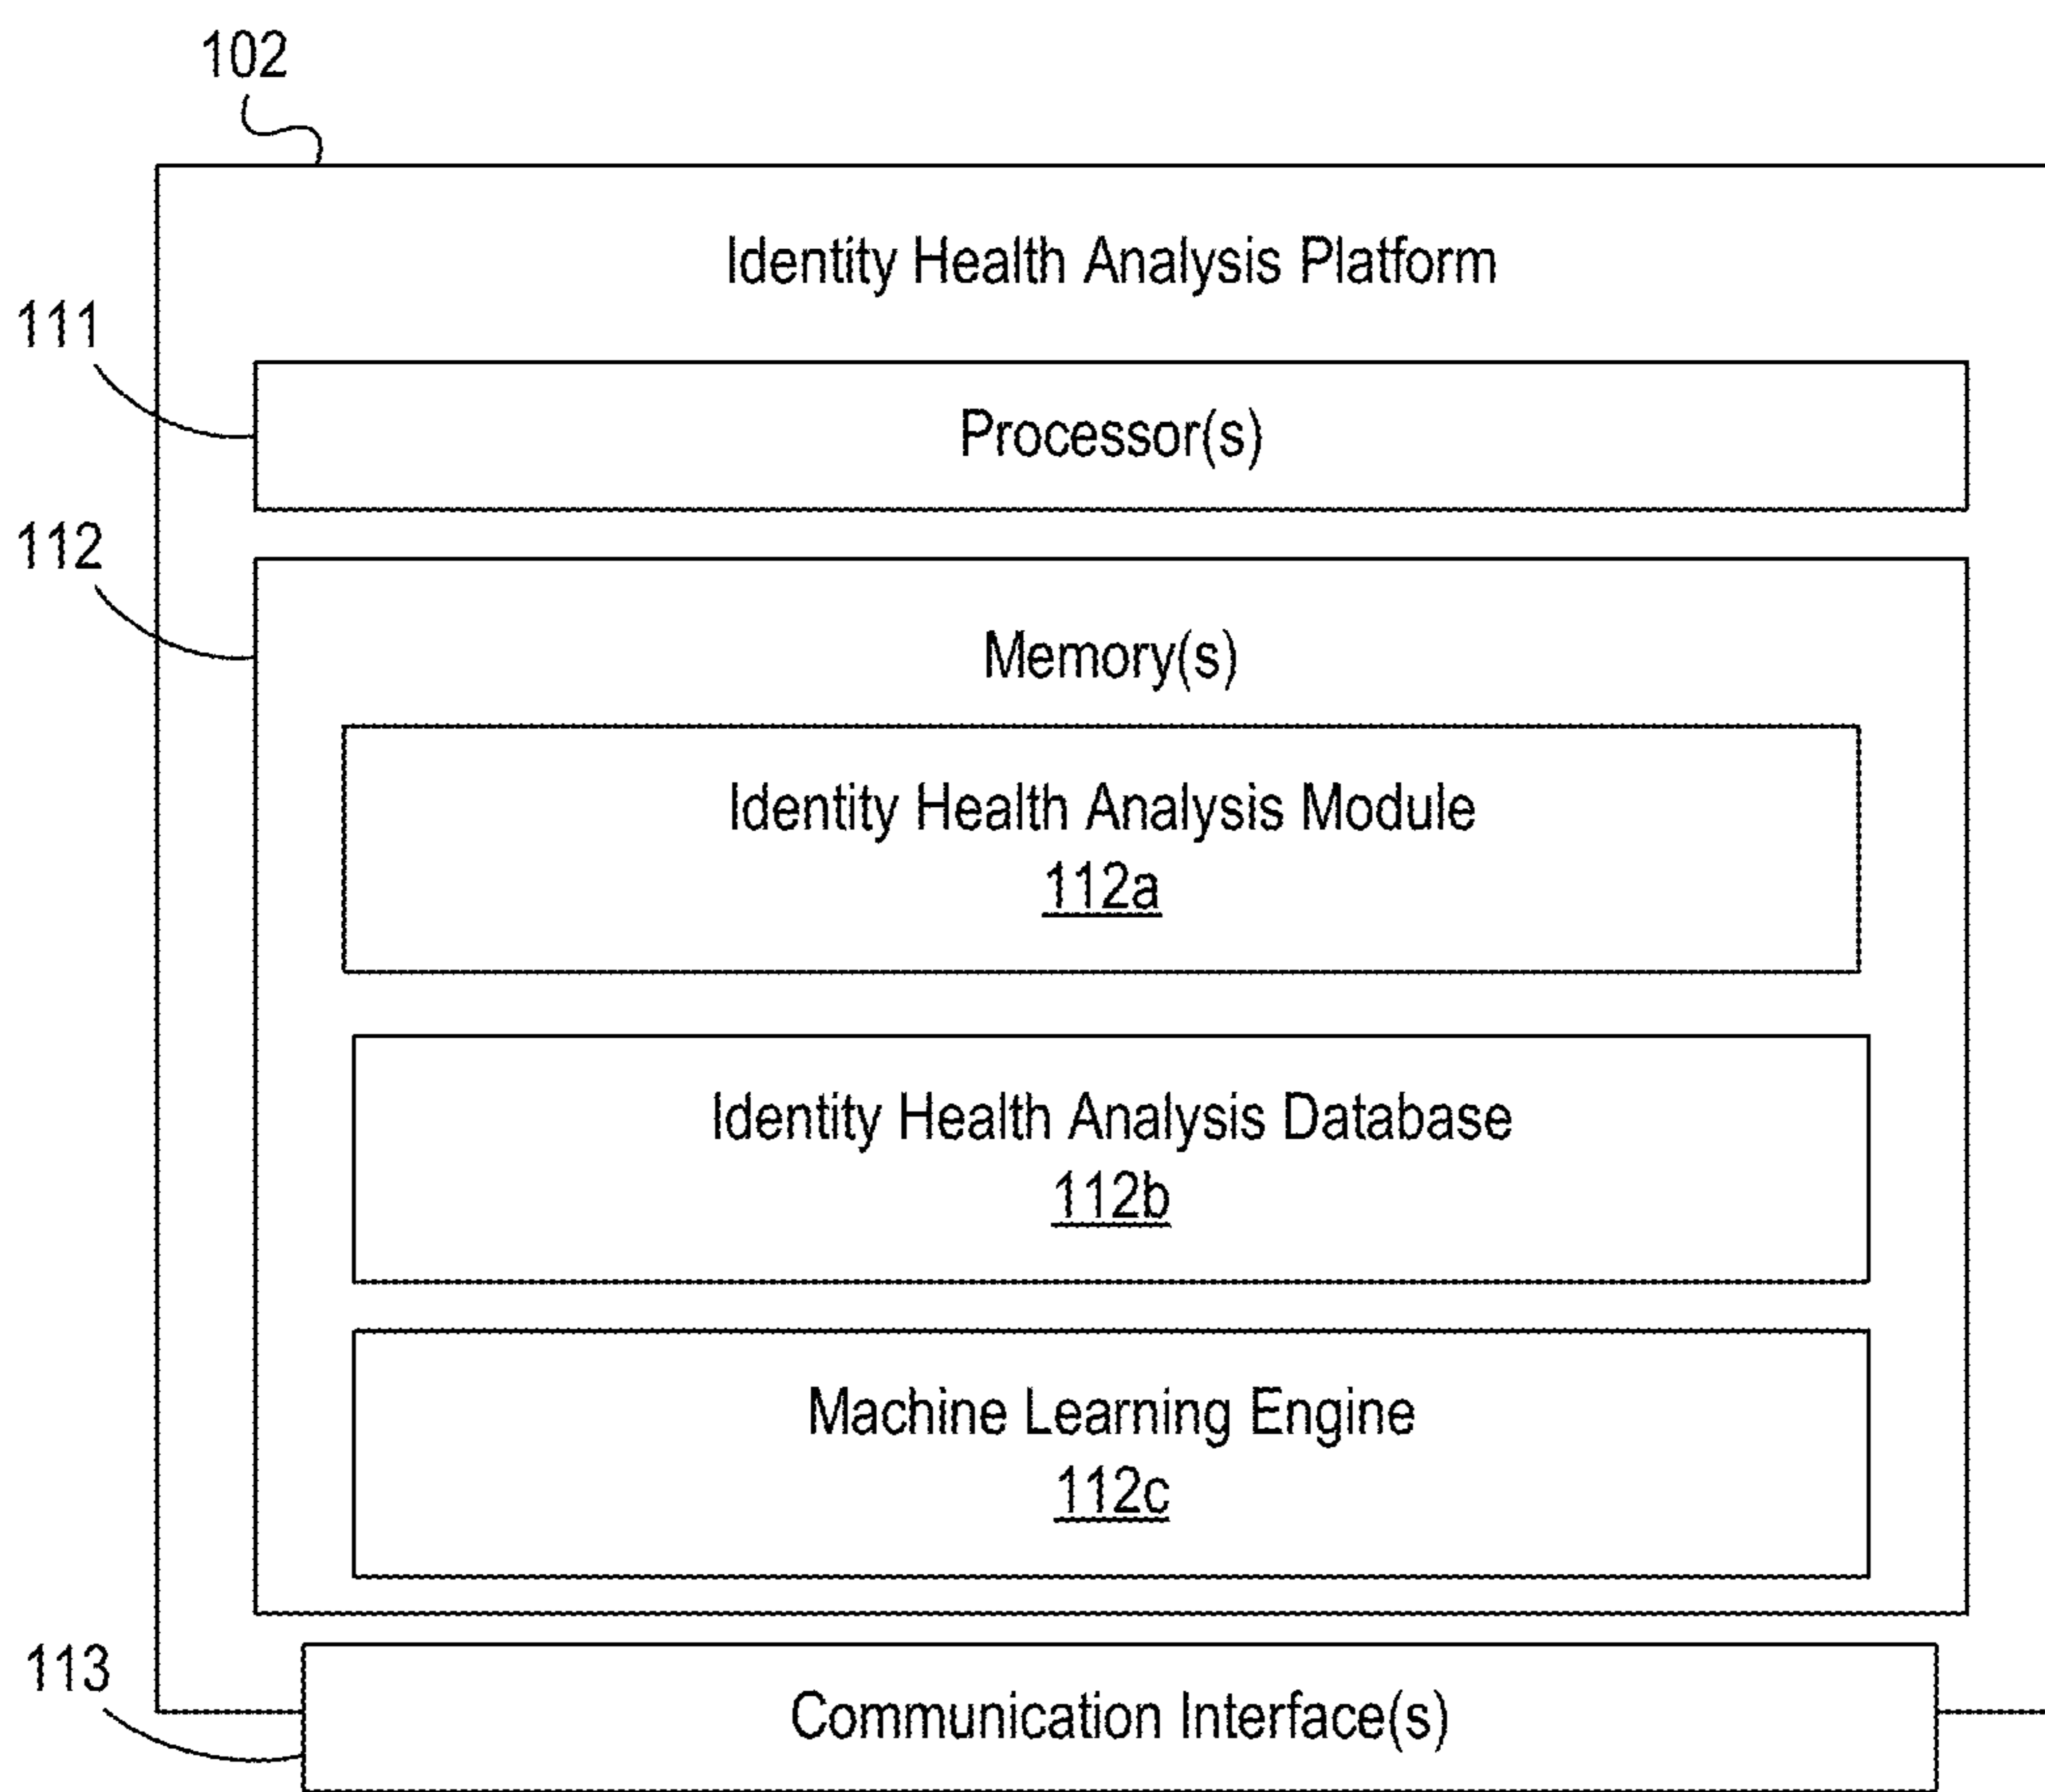 102
Identity Health Analysis Platform
111
Processor(s)
112
Memory(s)
Identity Health Analysis Module
112a
Identity Health Analysis Database
112b
Machine Learning Engine
112c
113
Communication Interface(s)